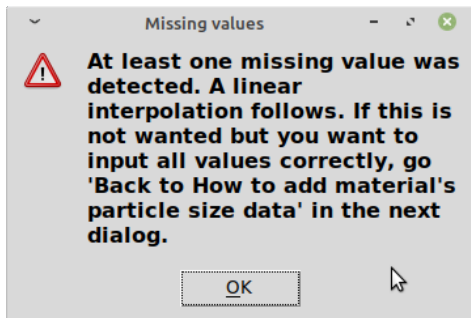 Missing values
At least one missing value was
detected. A linear
interpolation follows. If this is
not wanted but you want to
input all values correctly, go
'Back to How to add material's
particle size data' in the next
dialog.
OK